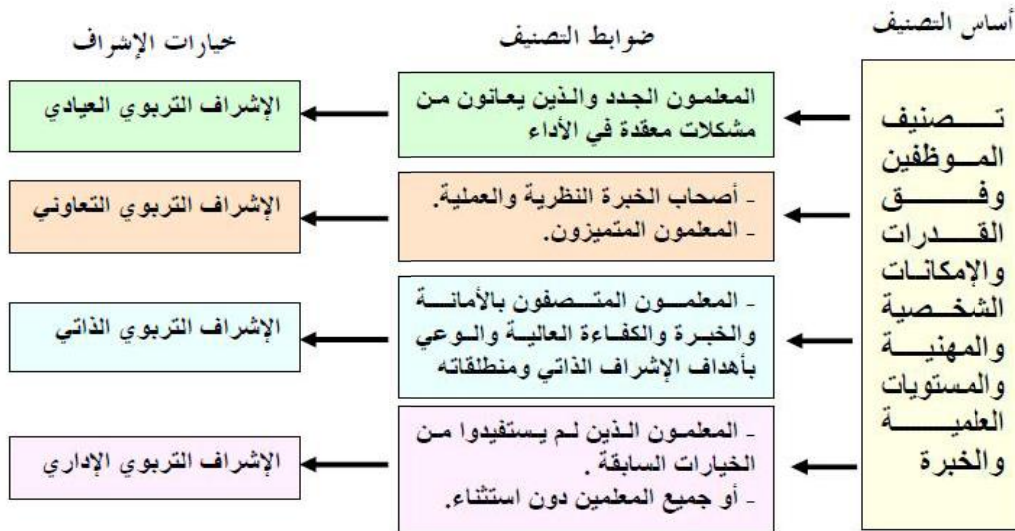 أساس التصنيف
ضوابط التصنيف
خيارات الإشراف
تصنيف
الموظفين
وفق
القدرات
والإمكانات
الشخصية
والمهنية
والمستويات
العلمية
والخبرة
المعلمون الجدد والذين يعانون من
مشكلات معقدة في الأداء
الإشراف التربوي العيادي
- أصحاب الخبرة النظرية والعملية.
- المعلمون المتميزون.
الإشراف التربوي التعاوني
- المعلمون المتصفون بالأمانة
والخبرة والكفاءة العالية والوعي
بأهداف الإشراف الذاتي ومنطلقاته
الإشراف التربوي الذاتي
- المعلمون الذين لم يستفيدوا من
الخيارات السابقة .
- أو جميع المعلمين دون استثناء.
الإشراف التربوي الإداري